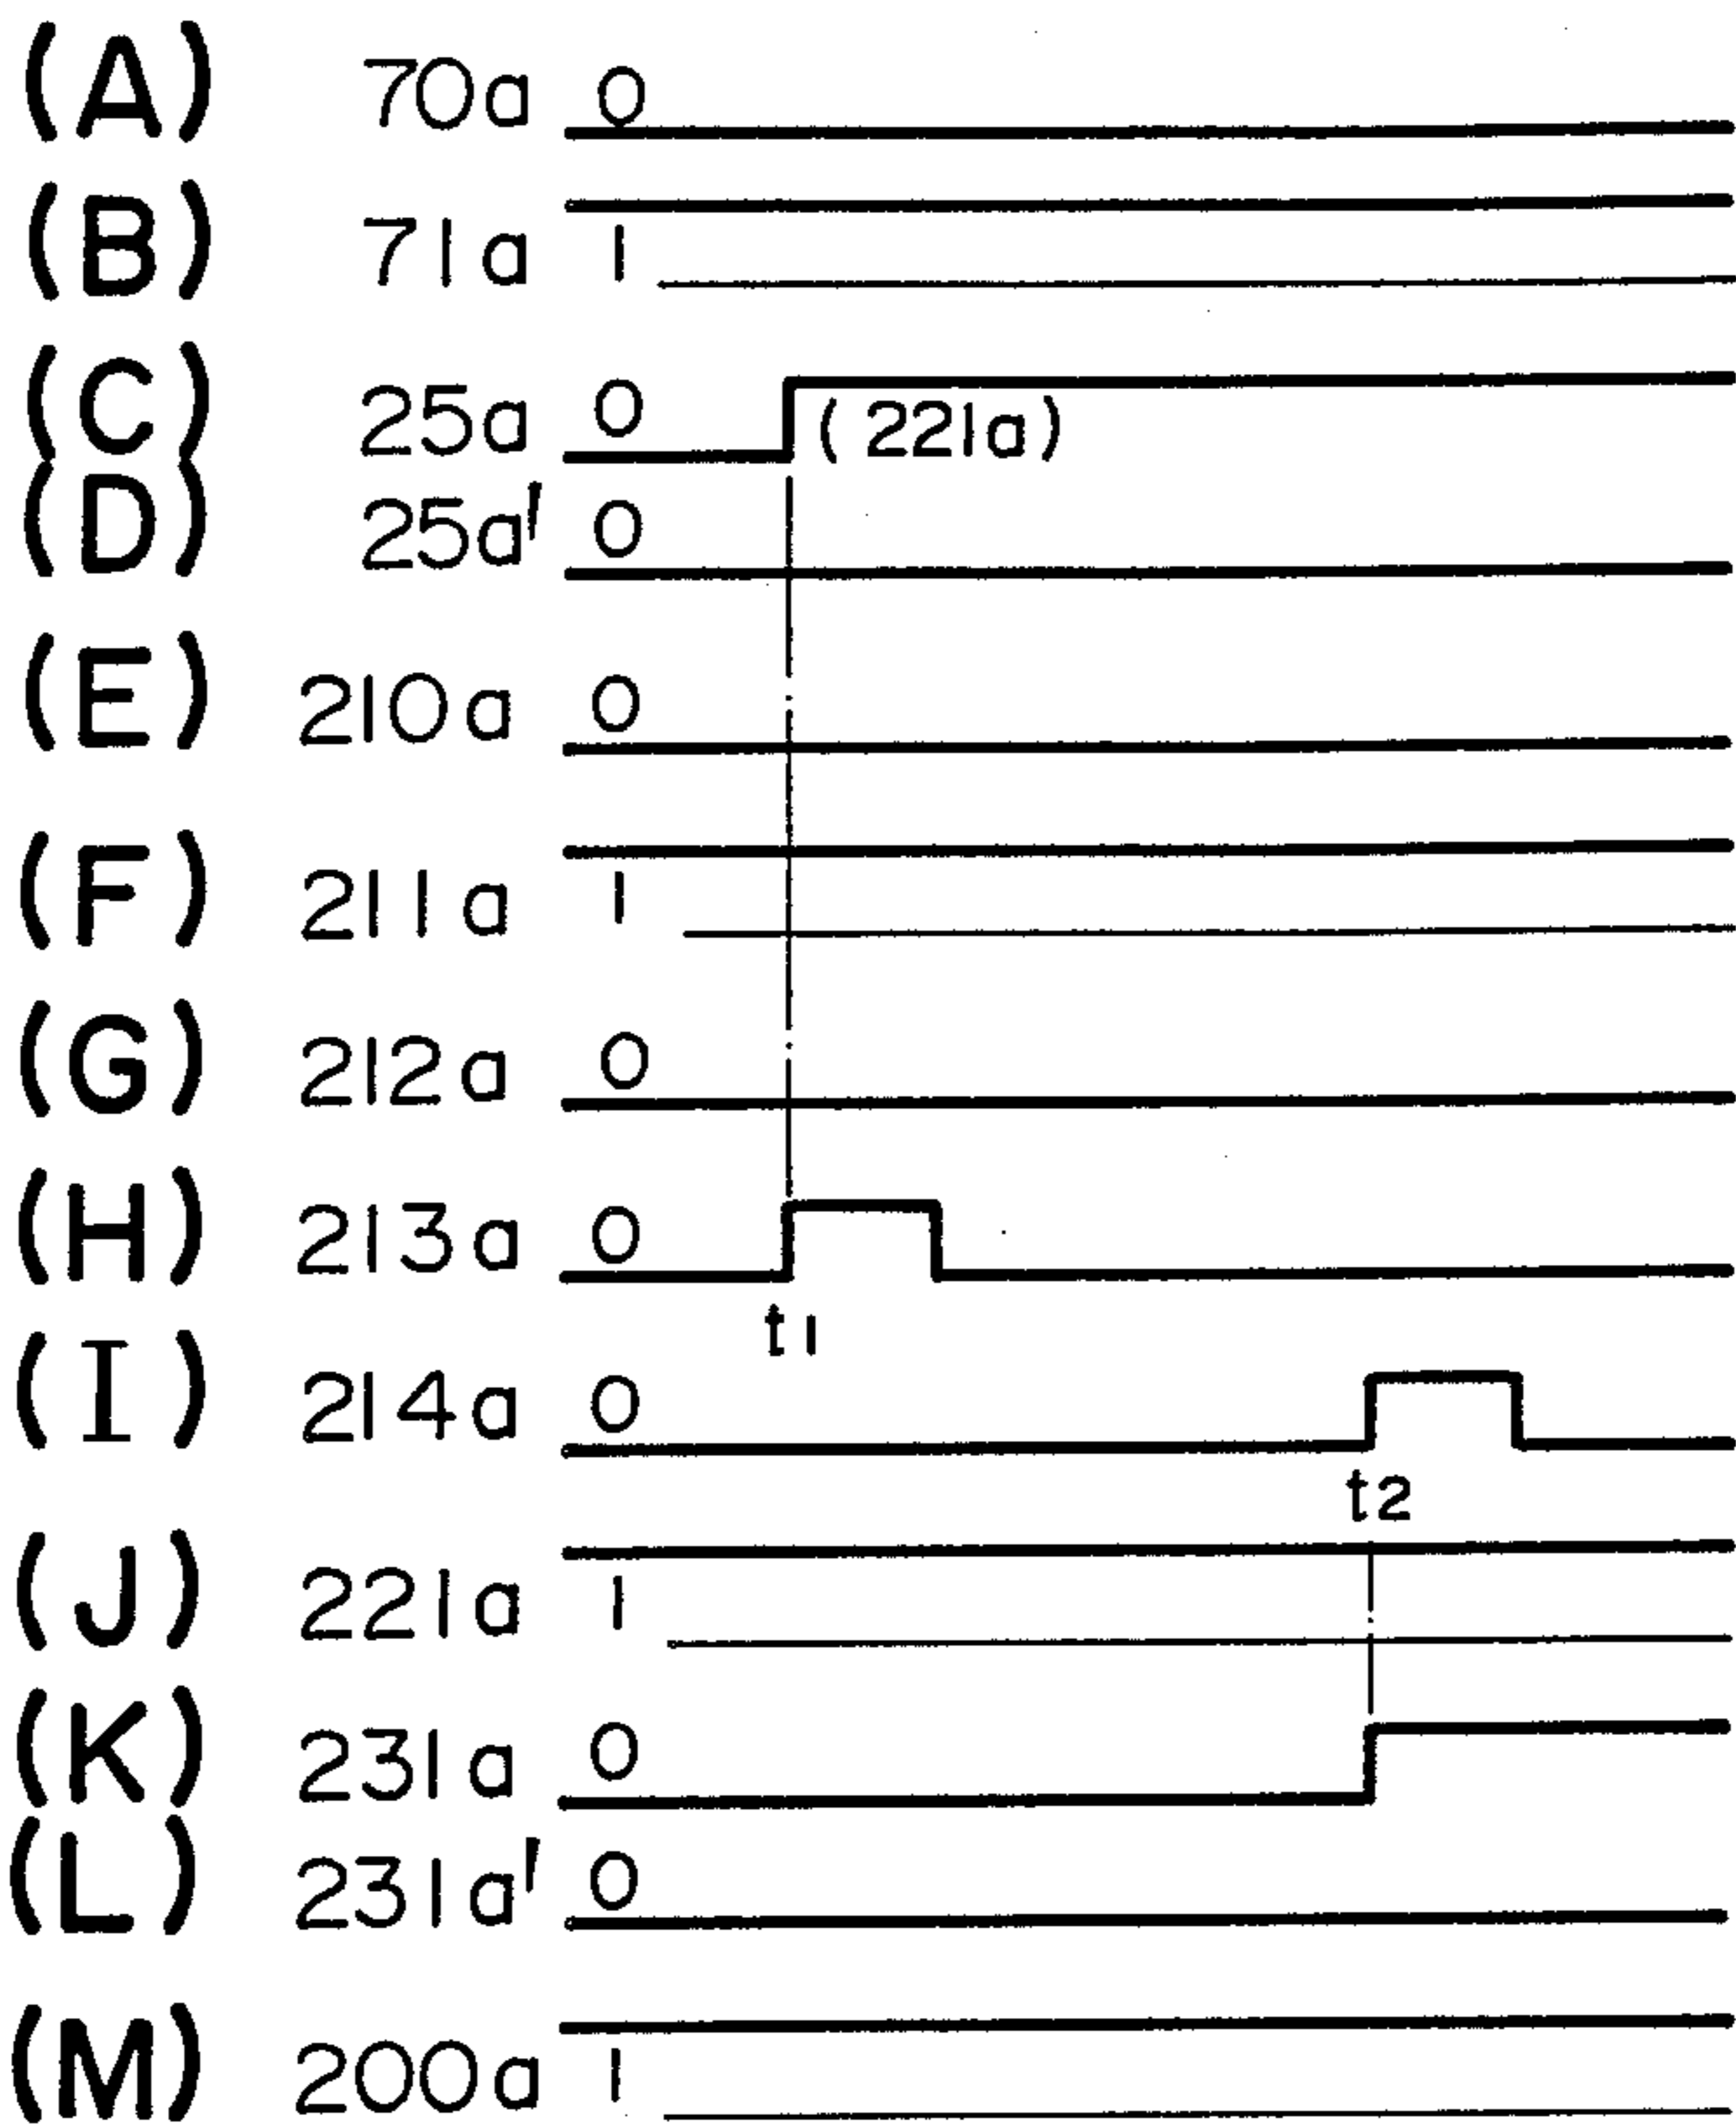 (A) 70a 0
(B) 71a 1
(C) 25a 0 (221a)
(D) 25a' 0
(E) 210a 0
(F) 211a 1
(G) 212a 0
(H) 213a 0
t1
(I) 214a 0
t2
(J) 221a 1
(K) 231a 0
(L) 231a' 0
(M) 200a 1